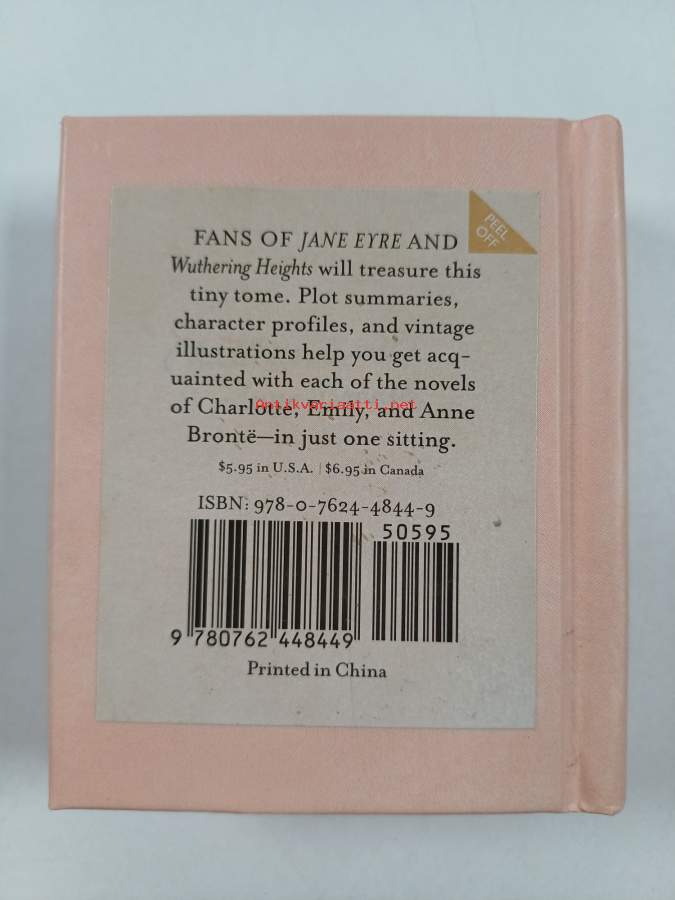 PEEL
OFF
FANS OF JANE EYRE AND
Wuthering Heights will treasure this
tiny tome. Plot summaries,
character profiles, and vintage
illustrations help you get acq-
uainted with each of the novels
of Charlotte, Emily, and Anne
Antikvariaatti.net
Brontë—in just one sitting.
$5.95 in U.S.A. | $6.95 in Canada
ISBN: 978-0-7624-4844-9
50595
9 780762 448449
Printed in China